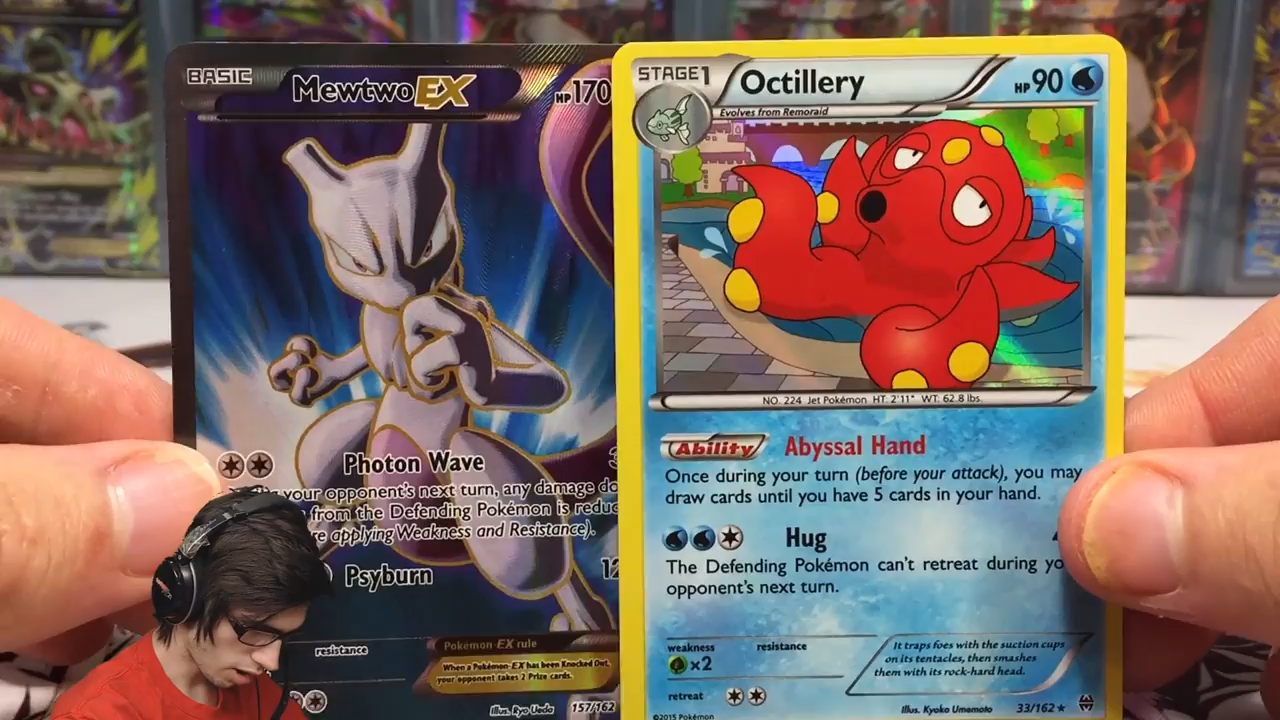 BASIC
Mewtwo EX
HP170
Photon Wave
your opponent's next turn, any damage do
from the Defending Pokémon is reduc
applying Weakness and Resistance).
Psyburn
12
resistance
Pokémon EX rule
When a Pokémon-EX has been Knocked Out,
your opponent takes 2 Prize cards.
Illus. Ryo Ueda
157/162
STAGE1
Octillery
HP90
Evolves from Remoraid
NO. 224 Jet Pokémon HT. 2'11" WT. 62.8 lbs.
Ability
Abyssal Hand
Once during your turn (before your attack), you may
draw cards until you have 5 cards in your hand.
Hug
The Defending Pokémon can't retreat during yo
opponent's next turn.
weakness
×2
resistance
It traps foes with the suction cups
on its tentacles, then smashes
them with its rock-hard head.
retreat
©2015 Pokémon
Illus. Kyoko Umemoto
33/162 ★